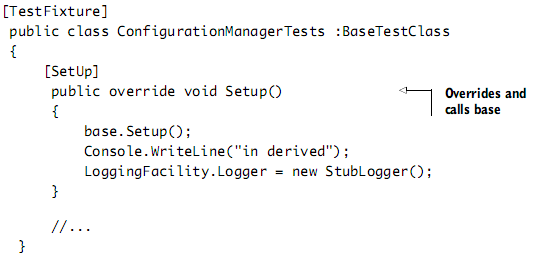 [TestFixture]
public class ConfigurationManagerTests :BaseTestClass
{
[SetUp]
public override void Setup()
{
base.Setup();
Console.WriteLine("in derived");
LoggingFacility.Logger = new StubLogger();
}
//...
}
Overrides and
calls base